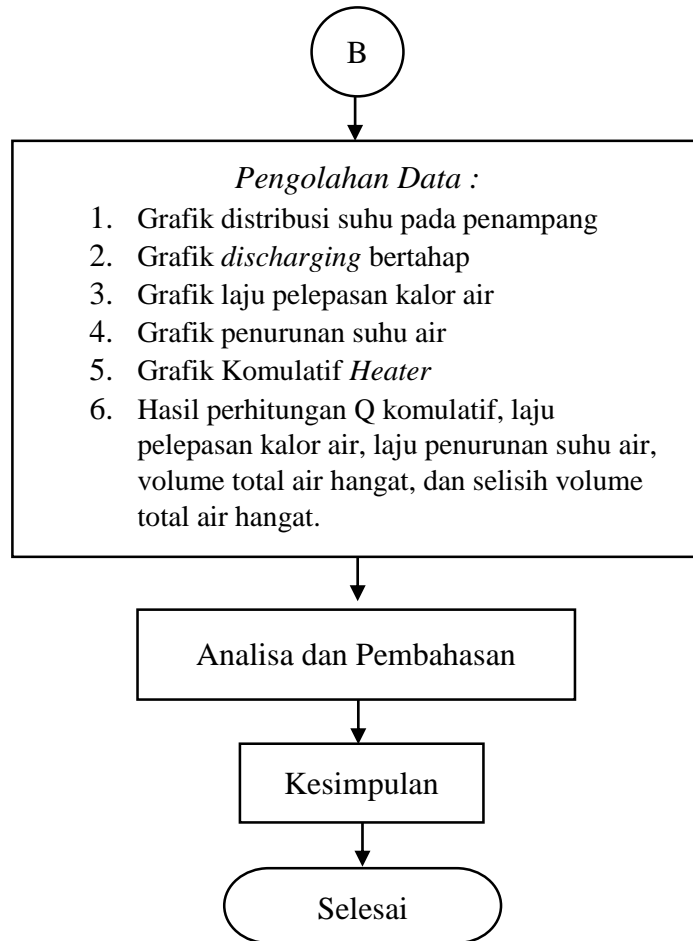 B
Pengolahan Data :
1. Grafik distribusi suhu pada penampang
2. Grafik discharging bertahap
3. Grafik laju pelepasan kalor air
4. Grafik penurunan suhu air
5. Grafik Komulatif Heater
6. Hasil perhitungan Q komulatif, laju
pelepasan kalor air, laju penurunan suhu air,
volume total air hangat, dan selisih volume
total air hangat.
Analisa dan Pembahasan
Kesimpulan
Selesai